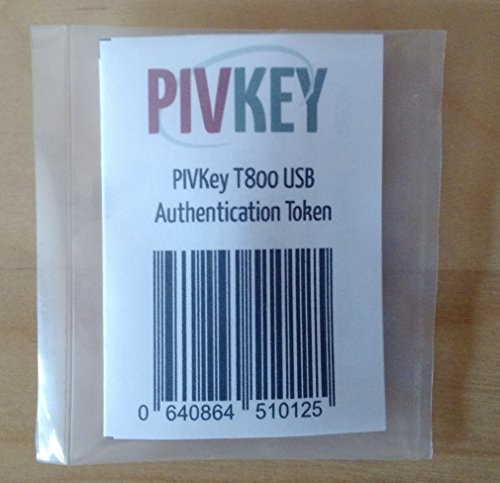 PIVKEY
PIVKey T800 USB
Authentication Token
0 640864 510125